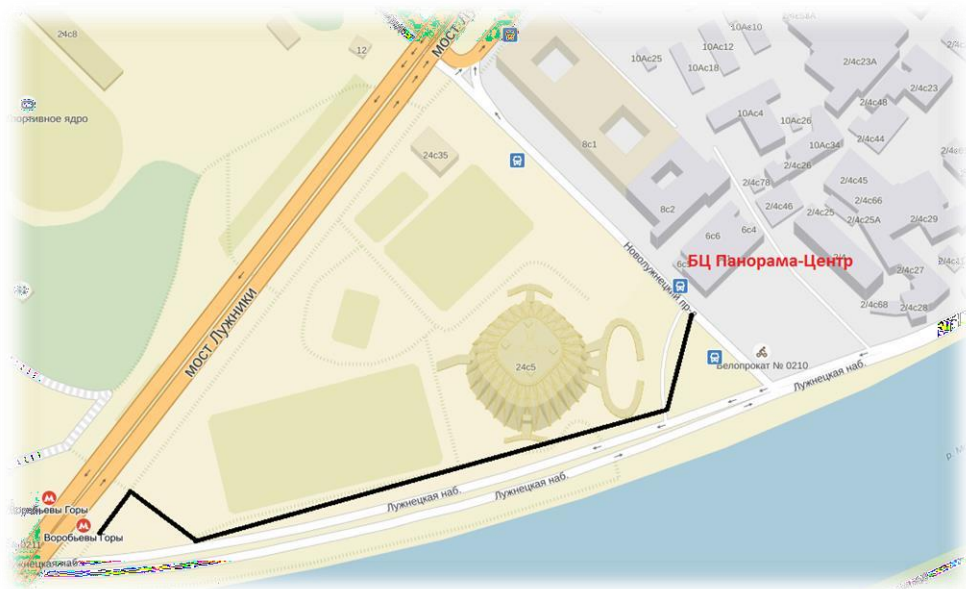 24с8
12
10Ас10
10Ас12
10Ас25
10Ас18
2/4с23А
2/4с23
2/4с48
10Ас4
10Ас26
2/4с44
8с1
10Ас34
24с35
2/4с26
2/4с78
2/4с45
2/4с66
8с2
2/4с46
2/4с25
2/4с25А
2/4с29
6с6
6с4
БЦ Панорама-Центр
Новолужнецкий пр-д
2/4с27
мост Лужники
2/4с68
2/4с28
24с5
Велопрокат № 0210
Лужнецкая наб.
Лужнецкая наб.
Лужнецкая наб.
Воробьевы Горы
Воробьевы Горы